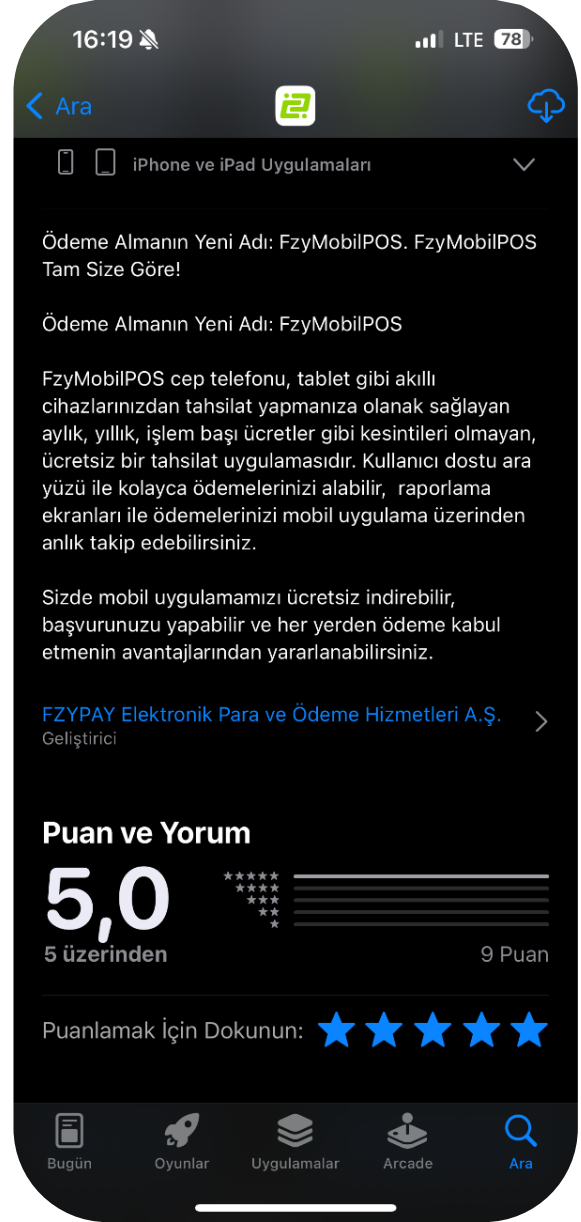 16:19
LTE 78
Ara
iPhone ve iPad Uygulamaları
Ödeme Almanın Yeni Adı: FzyMobilPOS. FzyMobilPOS
Tam Size Göre!
Ödeme Almanın Yeni Adı: FzyMobilPOS
FzyMobilPOS cep telefonu, tablet gibi akıllı
cihazlarınızdan tahsilat yapmanıza olanak sağlayan
aylık, yıllık, işlem başı ücretler gibi kesintileri olmayan,
ücretsiz bir tahsilat uygulamasıdır. Kullanıcı dostu ara
yüzü ile kolayca ödemelerinizi alabilir,  raporlama
ekranları ile ödemelerinizi mobil uygulama üzerinden
anlık takip edebilirsiniz.
Sizde mobil uygulamamızı ücretsiz indirebilir,
başvurunuzu yapabilir ve her yerden ödeme kabul
etmenin avantajlarından yararlanabilirsiniz.
FZYPAY Elektronik Para ve Ödeme Hizmetleri A.Ş.
Geliştirici
Puan ve Yorum
5,0
5 üzerinden
9 Puan
Puanlamak İçin Dokunun:
Bugün Oyunlar Uygulamalar Arcade Ara